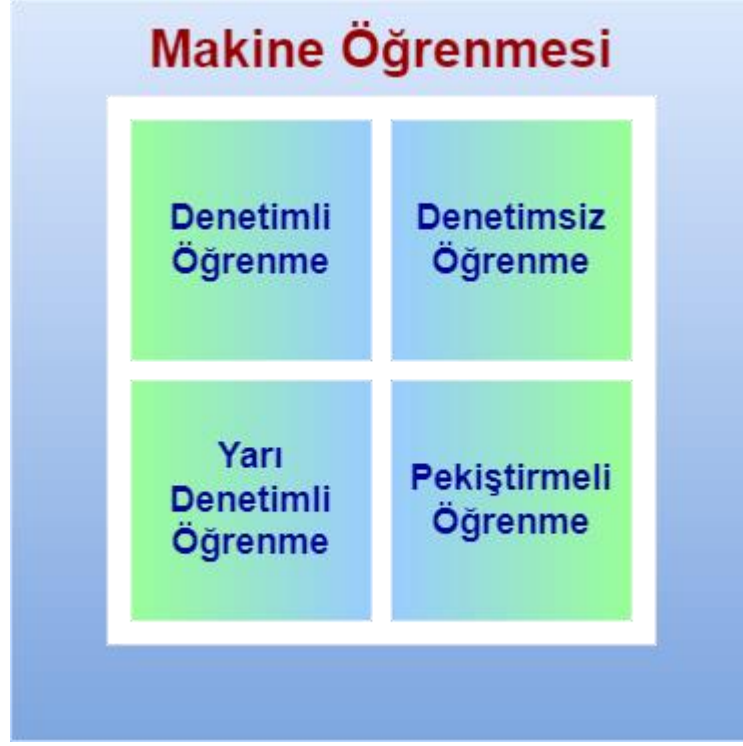 Makine Öğrenmesi
Denetimli
Öğrenme
Denetimsiz
Öğrenme
Yarı
Denetimli
Öğrenme
Pekiştirmeli
Öğrenme